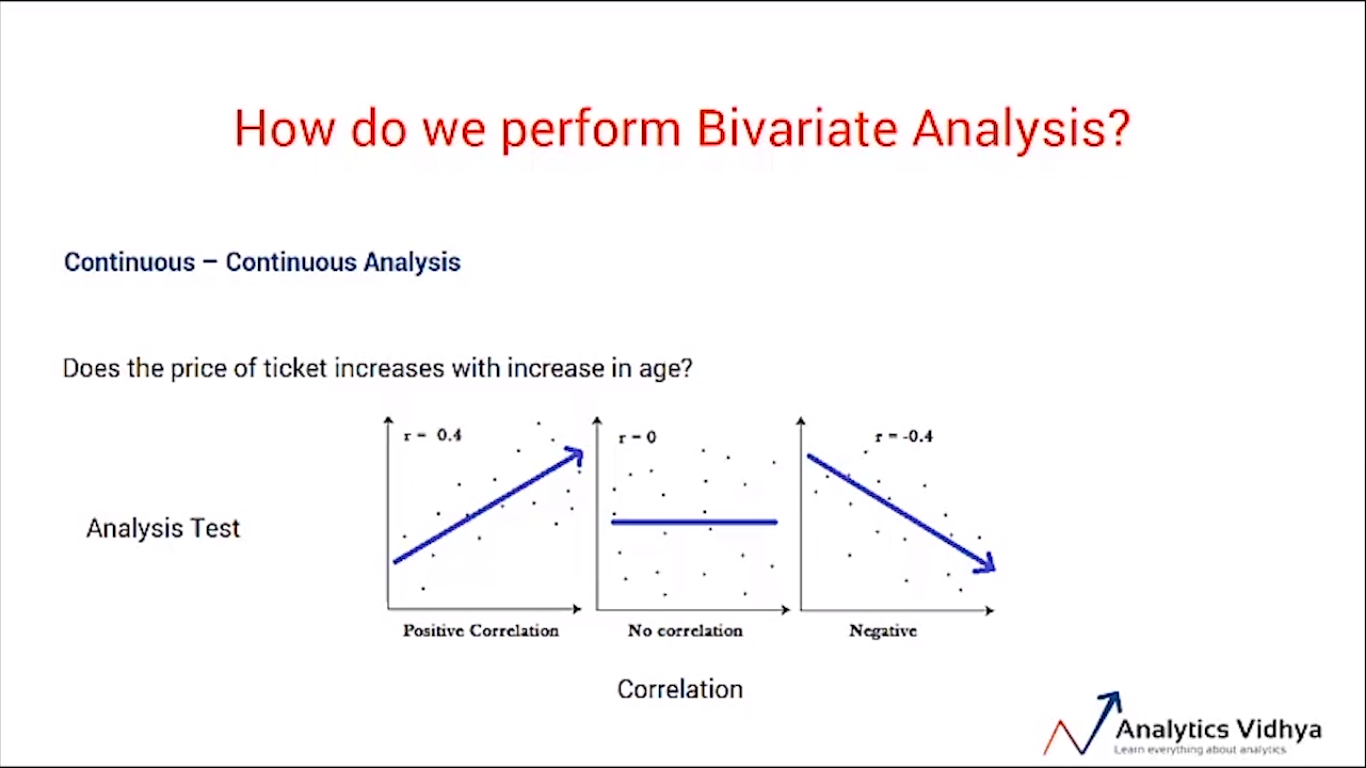 How do we perform Bivariate Analysis?
Continuous – Continuous Analysis
Does the price of ticket increases with increase in age?
Analysis Test
r = 0.4
r = 0
r = -0.4
Positive Correlation
No correlation
Negative
Correlation
Analytics Vidhya
Learn everything about analytics